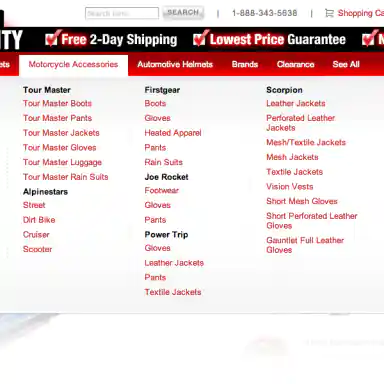 Search here.
SEARCH
|
1-888-343-5638
|
Shopping Ca
ITY
Free 2-Day Shipping
Lowest Price Guarantee
N
ets
Motorcycle Accessories
Automotive Helmets
Brands
Clearance
See All
Tour Master
Tour Master Boots
Tour Master Pants
Tour Master Jackets
Tour Master Gloves
Tour Master Luggage
Tour Master Rain Suits
Alpinestars
Street
Dirt Bike
Cruiser
Scooter
Firstgear
Boots
Gloves
Heated Apparel
Pants
Rain Suits
Joe Rocket
Footwear
Gloves
Pants
Power Trip
Gloves
Leather Jackets
Pants
Textile Jackets
Scorpion
Leather Jackets
Perforated Leather
Jackets
Mesh/Textile Jackets
Mesh Jackets
Textile Jackets
Vision Vests
Short Mesh Gloves
Short Perforated Leather
Gloves
Gauntlet Full Leather
Gloves